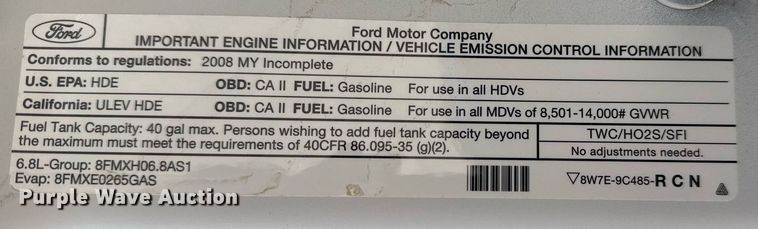 Ford
Ford Motor Company
IMPORTANT ENGINE INFORMATION / VEHICLE EMISSION CONTROL INFORMATION
Conforms to regulations: 2008 MY Incomplete
U.S. EPA: HDE OBD: CA II FUEL: Gasoline For use in all HDVs
California: ULEV HDE OBD: CA II FUEL: Gasoline For use in all MDVs of 8,501-14,000# GVWR
Fuel Tank Capacity: 40 gal max. Persons wishing to add fuel tank capacity beyond
the maximum must meet the requirements of 40CFR 86.095-35 (g)(2).
TWC/HO2S/SFI
No adjustments needed.
6.8L-Group: 8FMXH06.8AS1
Evap: 8FMXE0265GAS
▽8W7E-9C485-R C N
Purple Wave Auction